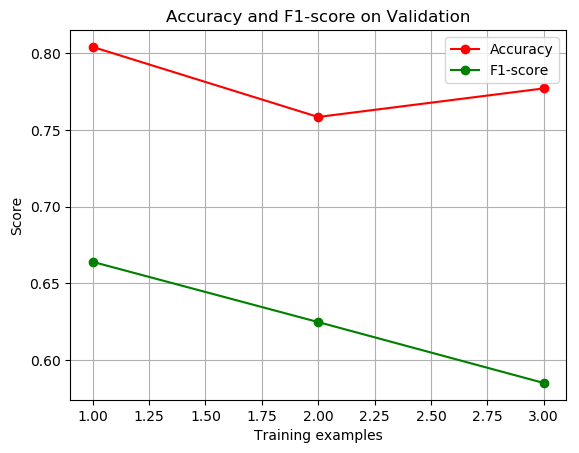 Accuracy and F1-score on Validation
Accuracy
F1-score
Score
0.80
0.75
0.70
0.65
0.60
1.00 1.25 1.50 1.75 2.00 2.25 2.50 2.75 3.00
Training examples